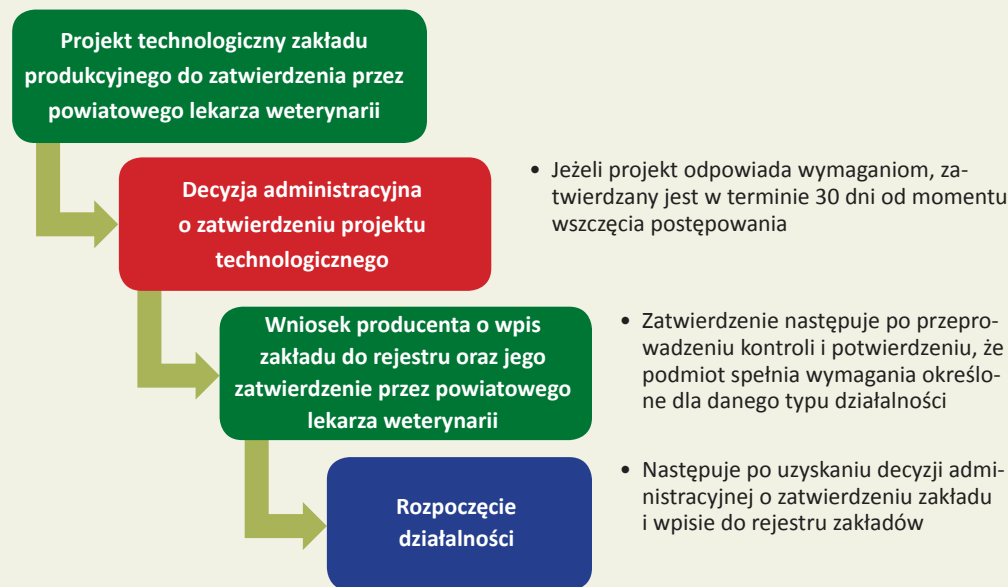 Projekt technologiczny zakładu
produkcyjnego do zatwierdzenia przez
powiatowego lekarza weterynarii
Decyzja administracyjna
o zatwierdzeniu projektu
technologicznego
• Jeżeli projekt odpowiada wymaganiom, za-
twierdzany jest w terminie 30 dni od momentu
wszczęcia postępowania
Wniosek producenta o wpis
zakładu do rejestru oraz jego
zatwierdzenie przez powiatowego
lekarza weterynarii
• Zatwierdzenie następuje po przepro-
wadzeniu kontroli i potwierdzeniu, że
podmiot spełnia wymagania określo-
ne dla danego typu działalności
Rozpoczęcie
działalności
• Następuje po uzyskaniu decyzji admi-
nistracyjnej o zatwierdzeniu zakładu
i wpisie do rejestru zakładów